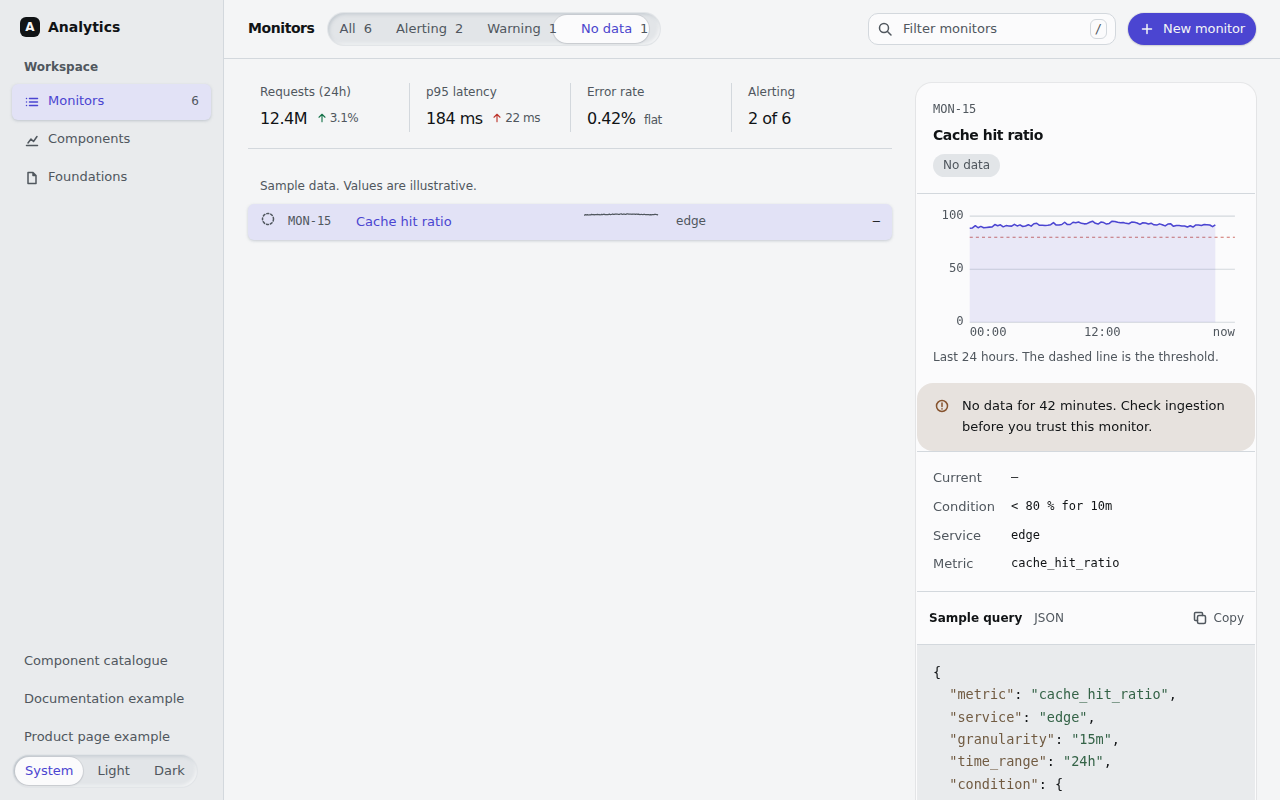 A Analytics
Workspace
Monitors 6
Components
Foundations
Component catalogue
Documentation example
Product page example
System Light Dark
Monitors
All 6 Alerting 2 Warning 1 No data 1
Filter monitors /
New monitor
Requests (24h)
12.4M 3.1%
p95 latency
184 ms 22 ms
Error rate
0.42% flat
Alerting
2 of 6
Sample data. Values are illustrative.
MON-15 Cache hit ratio edge —
MON-15
Cache hit ratio
No data
100
50
0
00:00 12:00 now
Last 24 hours. The dashed line is the threshold.
No data for 42 minutes. Check ingestion
before you trust this monitor.
Current —
Condition < 80 % for 10m
Service edge
Metric cache_hit_ratio
Sample query JSON Copy
{
"metric": "cache_hit_ratio",
"service": "edge",
"granularity": "15m",
"time_range": "24h",
"condition": {